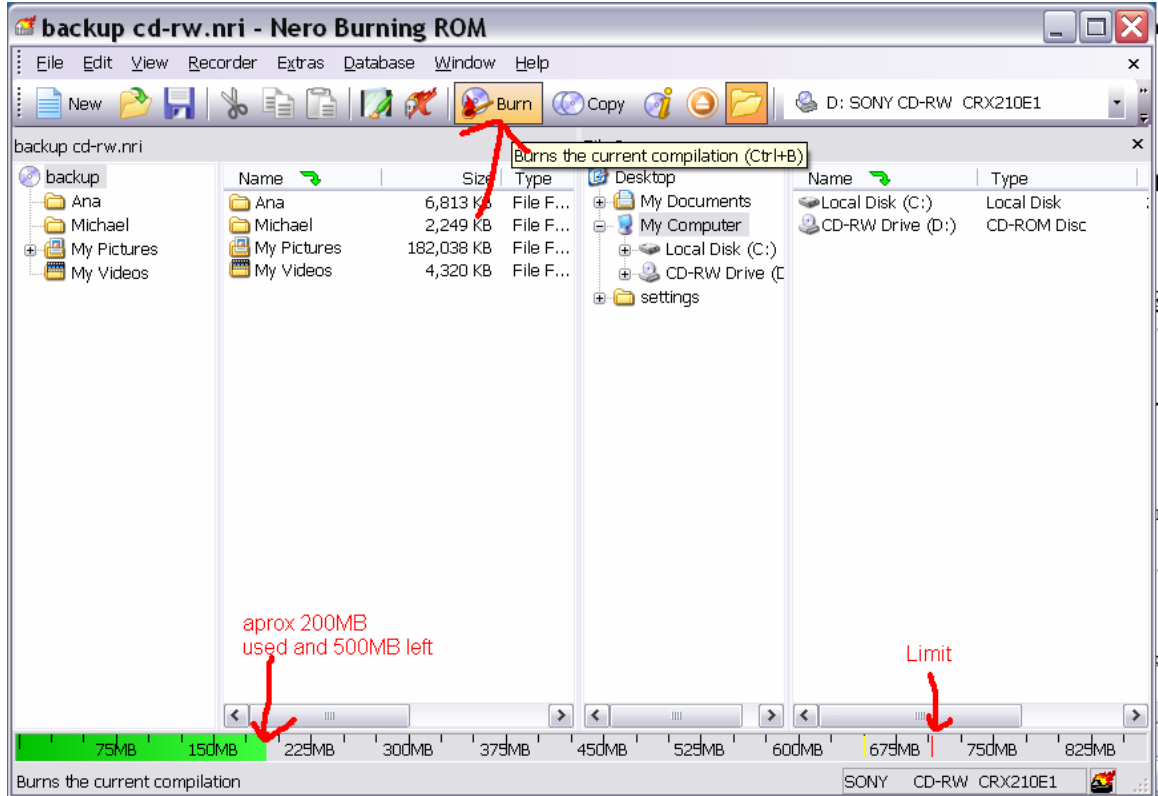 backup cd-rw.nri - Nero Burning ROM
File Edit View Recorder Extras Database Window Help
New Burn Copy D: SONY CD-RW CRX210E1
backup cd-rw.nri
Burns the current compilation (Ctrl+B)
backup
Ana
Michael
My Pictures
My Videos
Name Size Type
Ana 6,813 KB File F...
Michael 2,249 KB File F...
My Pictures 182,038 KB File F...
My Videos 4,320 KB File F...
Desktop
My Documents
My Computer
Local Disk (C:)
CD-RW Drive (D
settings
Name Type
Local Disk (C:) Local Disk
CD-RW Drive (D:) CD-ROM Disc
aprox 200MB
used and 500MB left
Limit
75MB 150MB 225MB 300MB 375MB 450MB 525MB 600MB 675MB 750MB 825MB
Burns the current compilation
SONY CD-RW CRX210E1